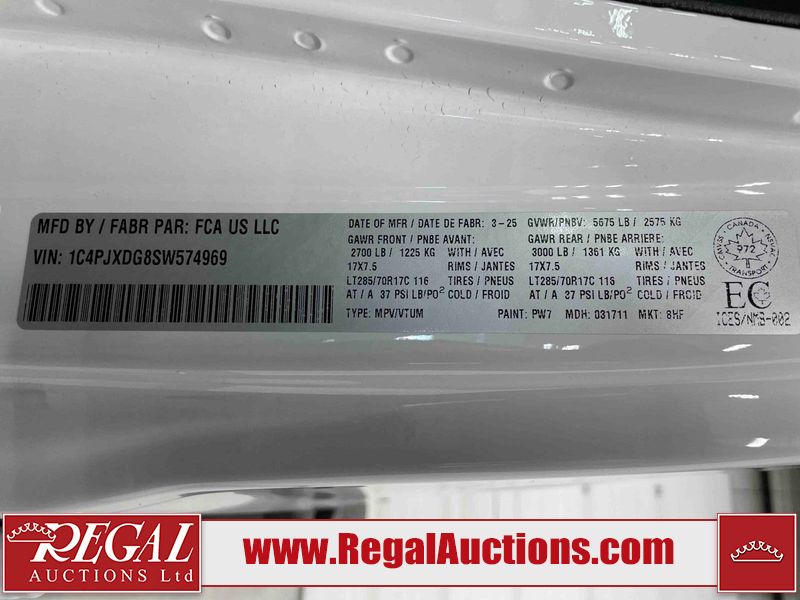 MFD BY / FABR PAR: FCA US LLC
VIN: 1C4PJXDG8SW574969
DATE OF MFR / DATE DE FABR: 3-25 GVWR/PNBV: 5675 LB / 2575 KG
GAWR FRONT / PNBE AVANT: GAWR REAR / PNBE ARRIERE:
2700 LB / 1225 KG WITH / AVEC 3000 LB / 1361 KG WITH / AVEC
17X7.5 RIMS / JANTES 17X7.5 RIMS / JANTES
LT285/70R17C 116 TIRES / PNEUS LT285/70R17C 116 TIRES / PNEUS
AT / A 37 PSI LB/PO² COLD / FROID AT / A 37 PSI LB/PO² COLD / FROID
TYPE: MPV/VTUM PAINT: PW7 MDH: 031711 MKT: 8HF
CANADA
972
TRANSPORT
EC
ICES/NMB-002
REGAL
AUCTIONS Ltd
www.RegalAuctions.com